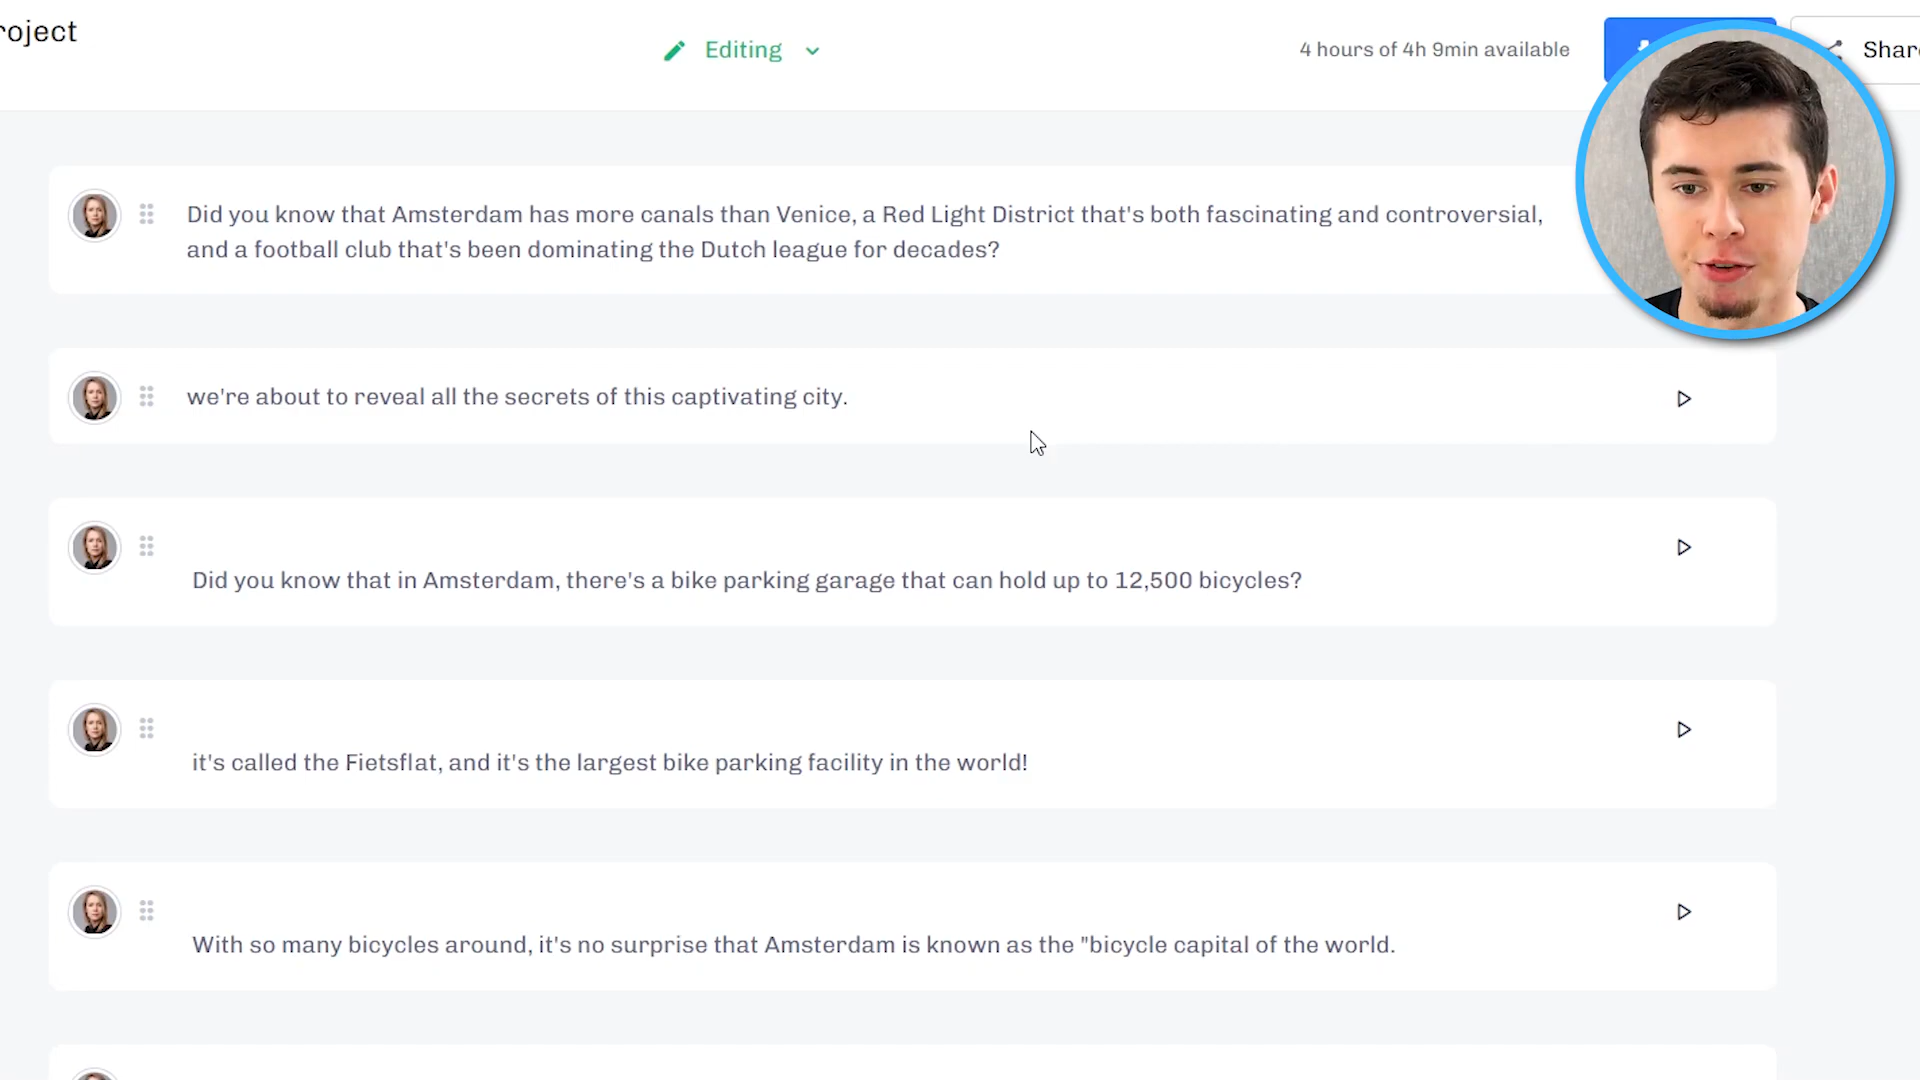 roject
Editing
4 hours of 4h 9min available
Shar
Did you know that Amsterdam has more canals than Venice, a Red Light District that's both fascinating and controversial,
and a football club that's been dominating the Dutch league for decades?
we're about to reveal all the secrets of this captivating city.
Did you know that in Amsterdam, there's a bike parking garage that can hold up to 12,500 bicycles?
it's called the Fietsflat, and it's the largest bike parking facility in the world!
With so many bicycles around, it's no surprise that Amsterdam is known as the "bicycle capital of the world.